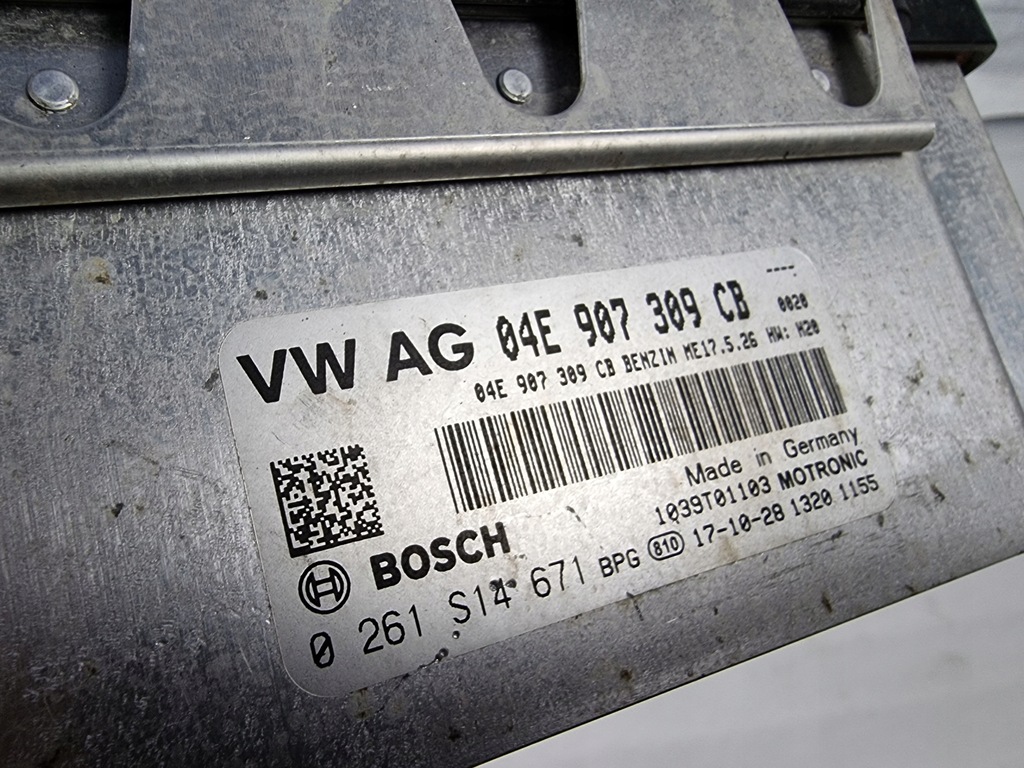 ----
VW AG 04E 907 309 CB 0020
04E 907 309 CB BENZIN ME17.5.26 HW: H20
Made in Germany
1039T01103 MOTRONIC
BOSCH
0 261 S14 671 BPG 810 17-10-28 1320 1155